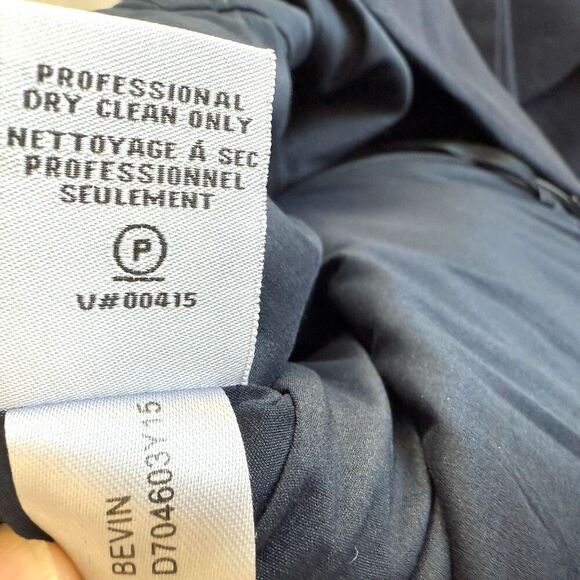 PROFESSIONAL
DRY CLEAN ONLY
NETTOYAGE À SEC
PROFESSIONNEL
SEULEMENT
P
V#00415
BEVIN
D704603Y15